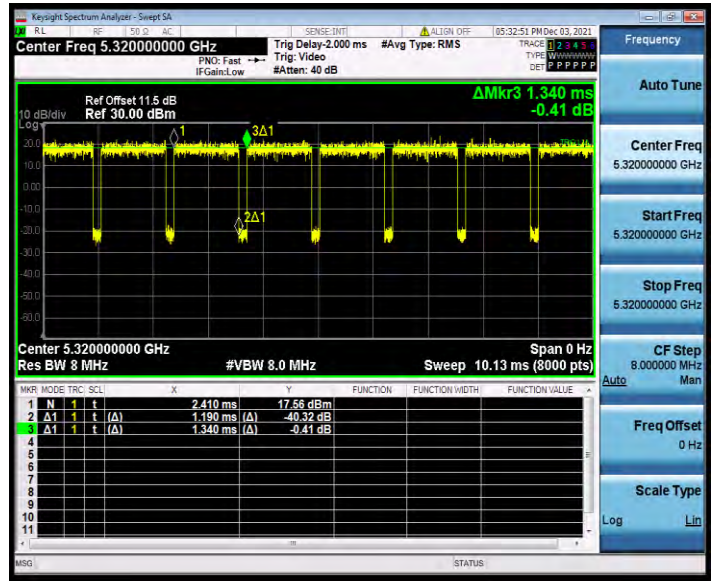 Keysight Spectrum Analyzer - Swept SA
RL RF 50 Ω AC SENSE:INT ALIGN OFF 05:32:51 PM Dec 03, 2021
Center Freq 5.320000000 GHz
PNO: Fast
IFGain:Low
Trig Delay-2.000 ms
Trig: Video
#Atten: 40 dB
#Avg Type: RMS
TRACE 1 2 3 4 5 6
TYPE
DET P P P P P P
ΔMkr3 1.340 ms
-0.41 dB
10 dB/div
Log
Ref Offset 11.5 dB
Ref 30.00 dBm
1
3Δ1
20.0
10.0
0.00
-10.0
2Δ1
-20.0
-30.0
-40.0
-50.0
-60.0
Center 5.320000000 GHz Span 0 Hz
Res BW 8 MHz #VBW 8.0 MHz Sweep 10.13 ms (8000 pts)
MKR MODE TRC SCL X Y FUNCTION FUNCTION WIDTH FUNCTION VALUE
1 N 1 t 2.410 ms 17.56 dBm
2 Δ1 1 t (Δ) 1.190 ms (Δ) -40.32 dB
3 Δ1 1 t (Δ) 1.340 ms (Δ) -0.41 dB
4
5
6
7
8
9
10
11
MSG STATUS
Frequency
Auto Tune
Center Freq
5.320000000 GHz
Start Freq
5.320000000 GHz
Stop Freq
5.320000000 GHz
CF Step
8.000000 MHz
Auto Man
Freq Offset
0 Hz
Scale Type
Log Lin